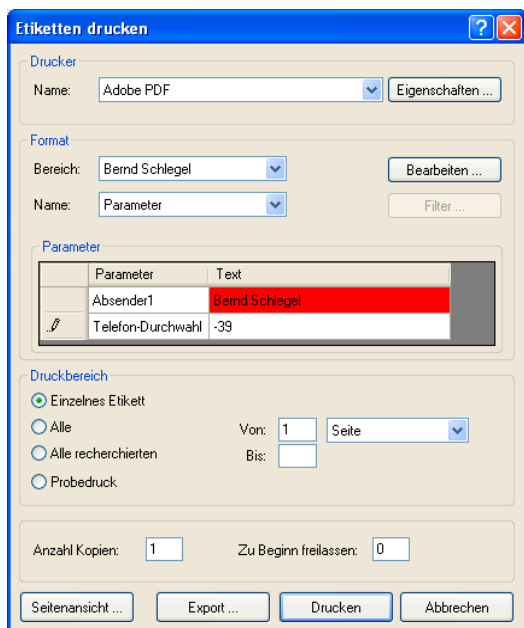 Etiketten drucken
Drucker
Name: Adobe PDF Eigenschaften ...
Format
Bereich: Bernd Schlegel Bearbeiten ...
Name: Parameter Filter ...
Parameter
Parameter Text
Absender1 Bernd Schlegel
Telefon-Durchwahl -39
Druckbereich
Einzelnes Etikett
Alle Von: 1 Seite
Alle recherchierten Bis:
Probedruck
Anzahl Kopien: 1 Zu Beginn freilassen: 0
Seitenansicht ... Export ... Drucken Abbrechen